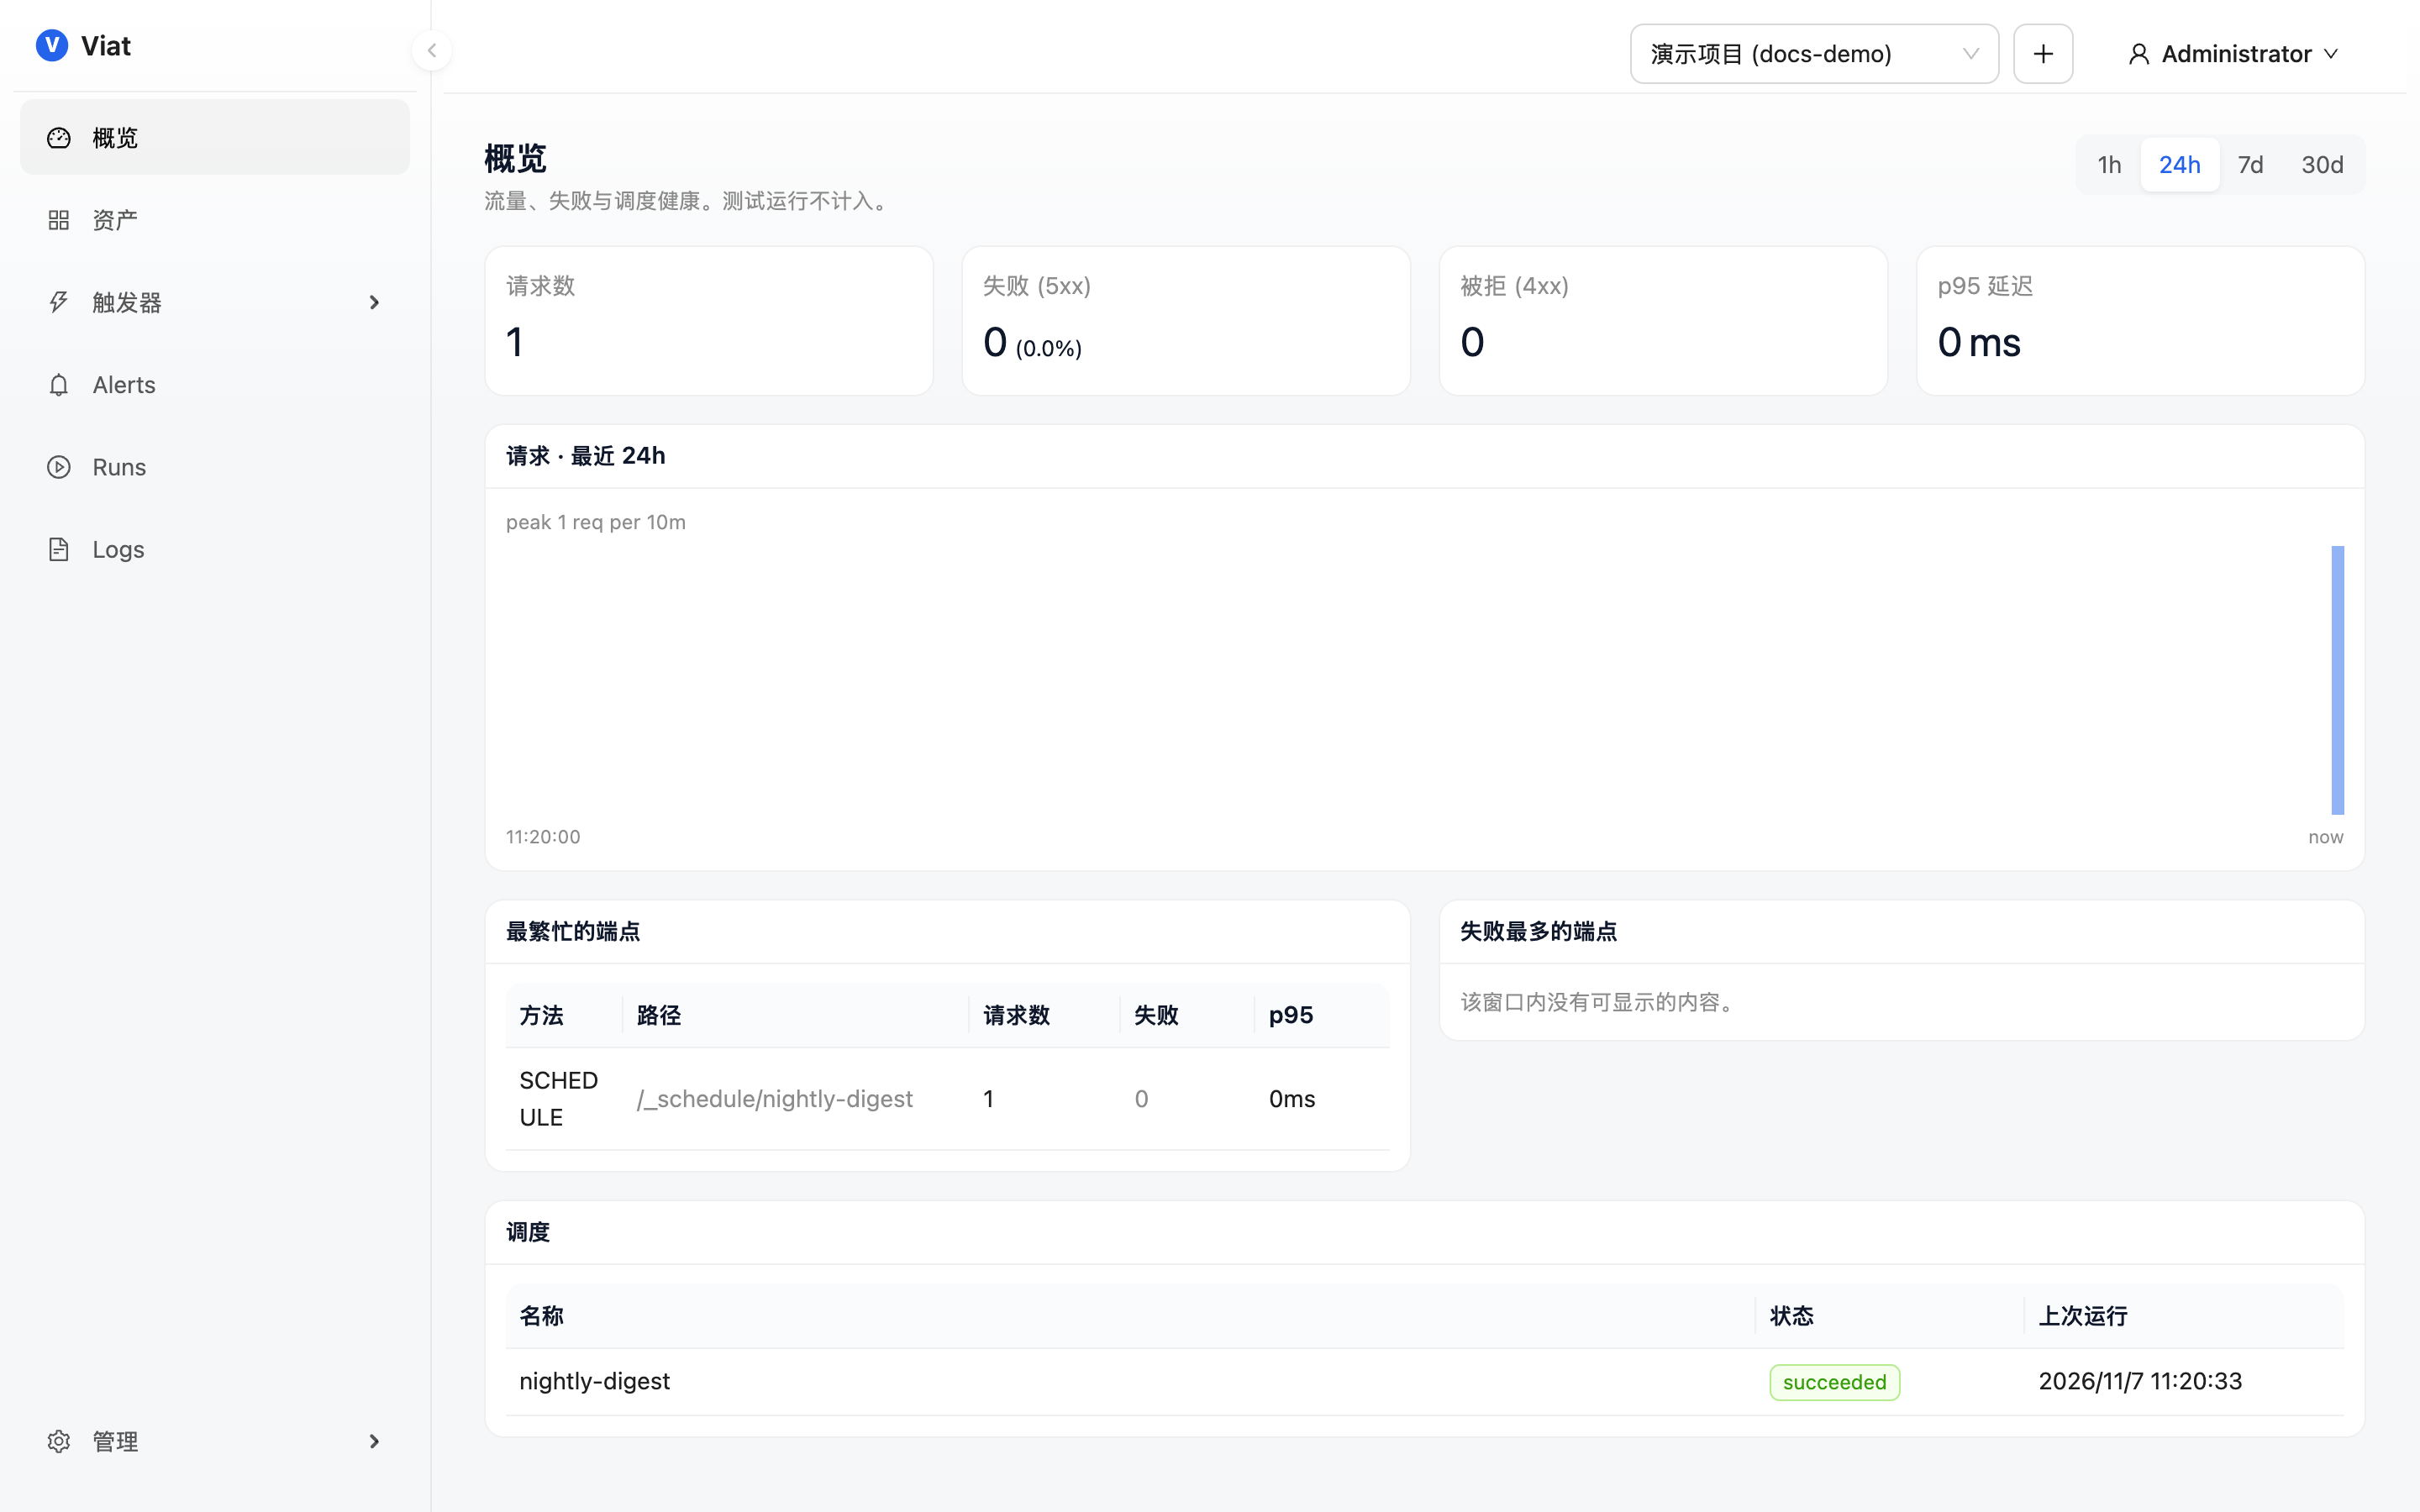 V Viat
演示项目 (docs-demo)
Administrator
概览
资产
触发器
Alerts
Runs
Logs
管理
概览
流量、失败与调度健康。测试运行不计入。
1h 24h 7d 30d
请求数
1
失败 (5xx)
0 (0.0%)
被拒 (4xx)
0
p95 延迟
0 ms
请求 · 最近 24h
peak 1 req per 10m
11:20:00 now
最繁忙的端点
方法 路径 请求数 失败 p95
SCHED
ULE
/_schedule/nightly-digest 1 0 0ms
失败最多的端点
该窗口内没有可显示的内容。
调度
名称 状态 上次运行
nightly-digest succeeded 2026/11/7 11:20:33